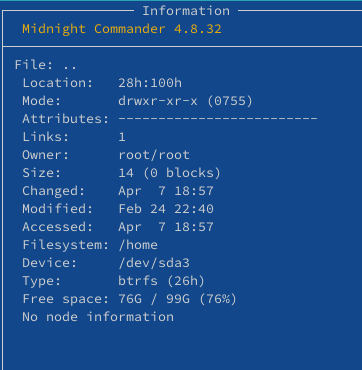 Information
Midnight Commander 4.8.32
File: ..
Location: 28h:100h
Mode: drwxr-xr-x (0755)
Attributes: -------------------------
Links: 1
Owner: root/root
Size: 14 (0 blocks)
Changed: Apr  7 18:57
Modified: Feb 24 22:40
Accessed: Apr  7 18:57
Filesystem: /home
Device: /dev/sda3
Type: btrfs (26h)
Free space: 76G / 99G (76%)
No node information